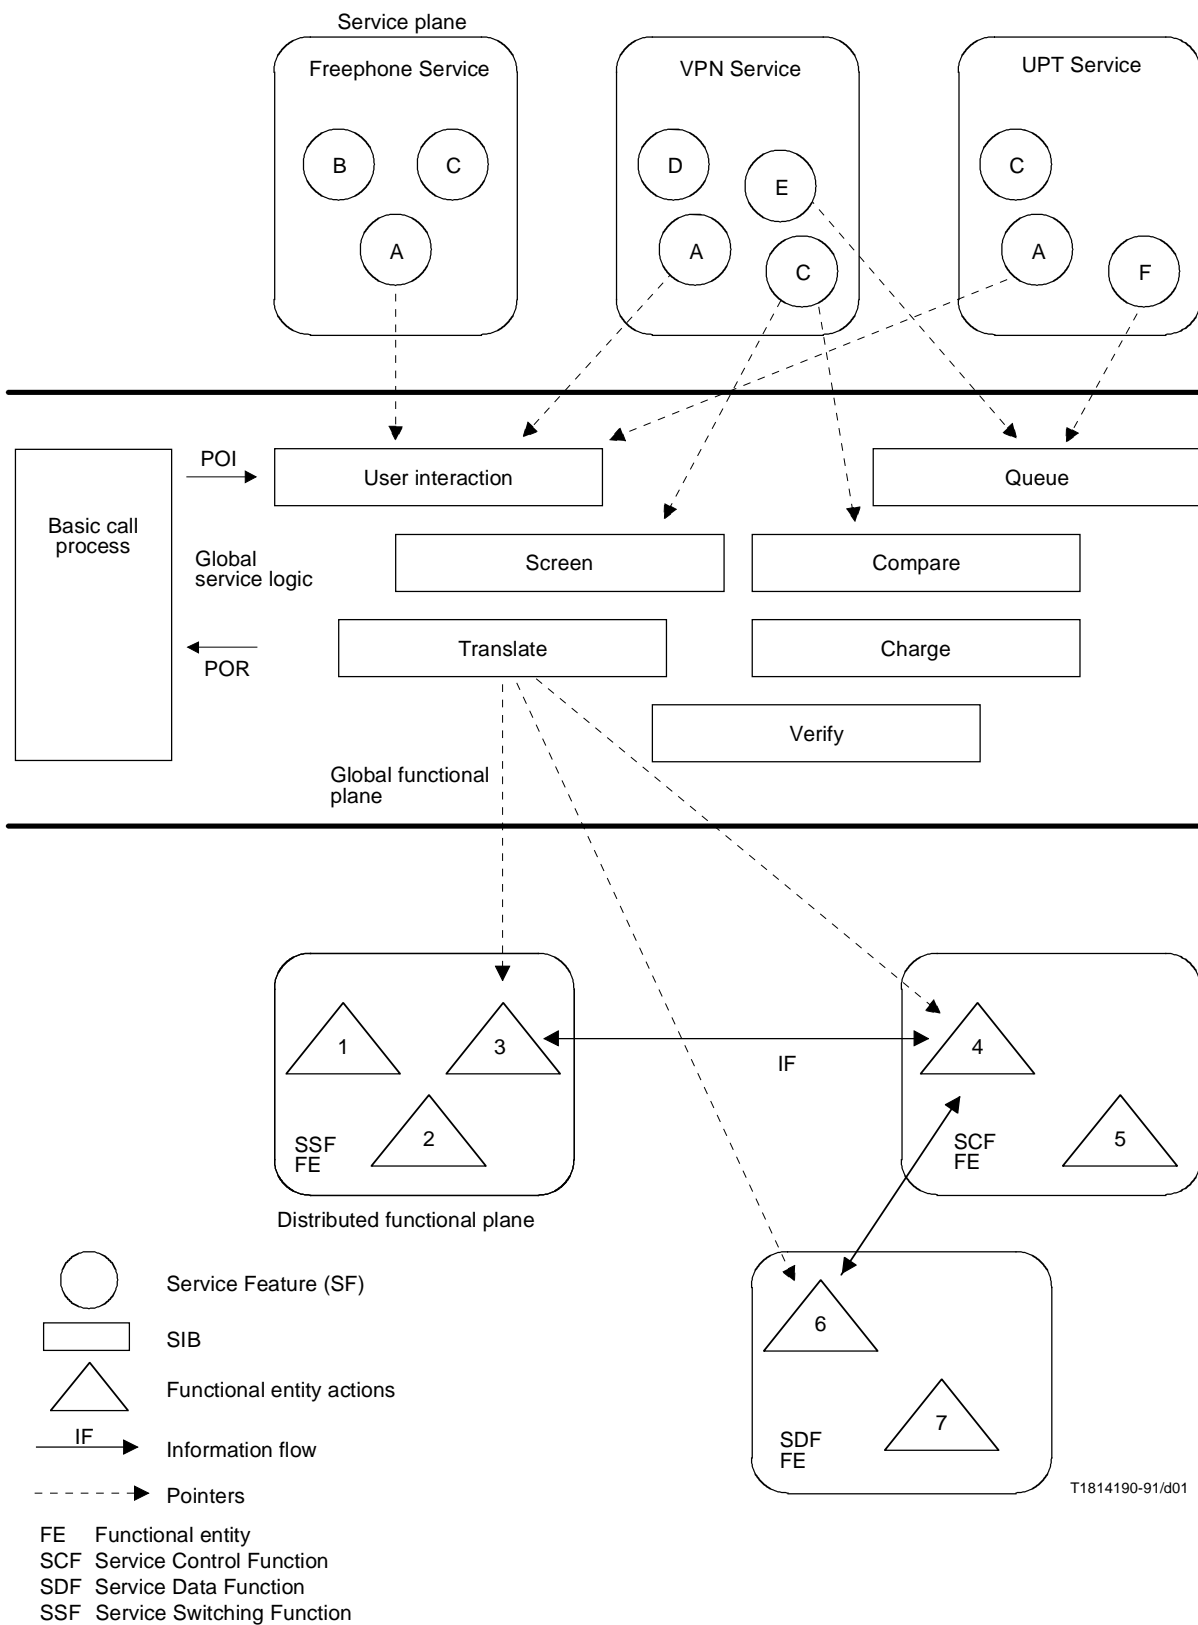 Service plane
Freephone Service
VPN Service
UPT Service
B
C
D
E
C
A
A
C
A
F
POI
User interaction
Queue
Basic call
process
Global
service logic
Screen
Compare
POR
Translate
Charge
Verify
Global functional
plane
1
3
IF
4
2
5
SSF
FE
SCF
FE
Distributed functional plane
6
7
SDF
FE
T1814190-91/d01
Service Feature (SF)
SIB
Functional entity actions
IF
Information flow
Pointers
FE Functional entity
SCF Service Control Function
SDF Service Data Function
SSF Service Switching Function